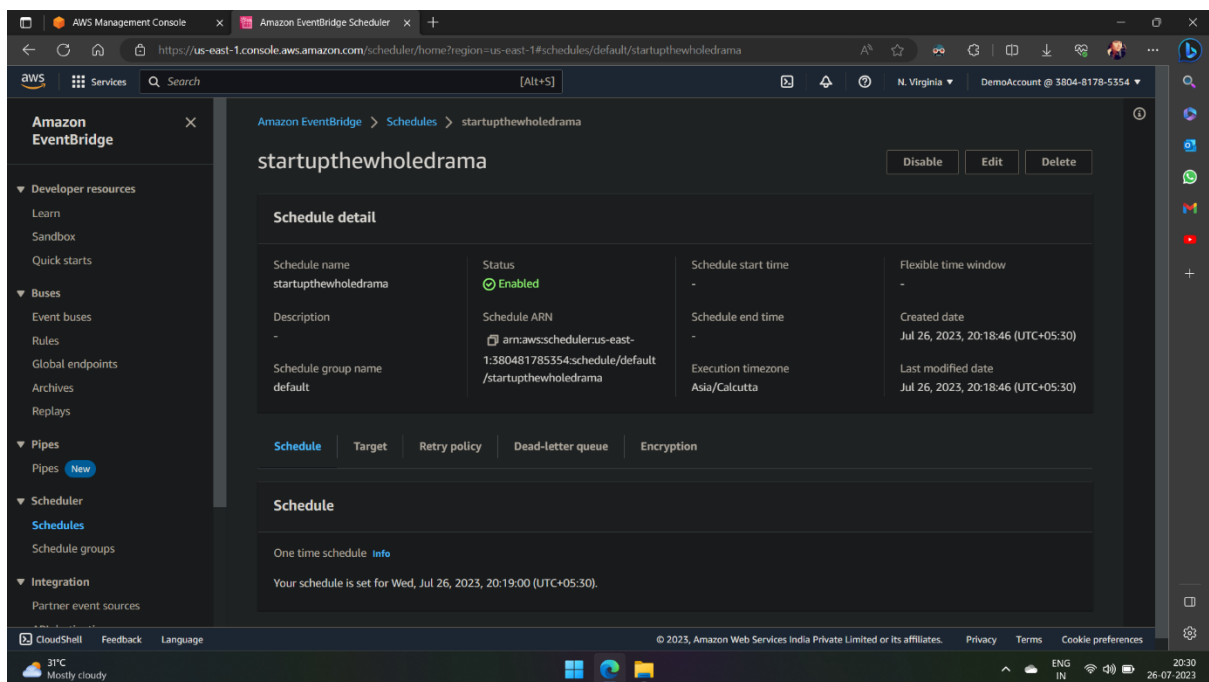 AWS Management Console
Amazon EventBridge Scheduler
https://us-east-1.console.aws.amazon.com/scheduler/home?region=us-east-1#schedules/default/startupthewholedrama
aws
Services
Search
[Alt+S]
N. Virginia
DemoAccount @ 3804-8178-5354
Amazon
EventBridge
Developer resources
Learn
Sandbox
Quick starts
Buses
Event buses
Rules
Global endpoints
Archives
Replays
Pipes
Pipes New
Scheduler
Schedules
Schedule groups
Integration
Partner event sources
Amazon EventBridge > Schedules > startupthewholedrama
startupthewholedrama
Disable
Edit
Delete
Schedule detail
Schedule name
startupthewholedrama
Description
-
Schedule group name
default
Status
Enabled
Schedule ARN
arn:aws:scheduler:us-east-
1:380481785354:schedule/default
/startupthewholedrama
Schedule start time
-
Schedule end time
-
Execution timezone
Asia/Calcutta
Flexible time window
-
Created date
Jul 26, 2023, 20:18:46 (UTC+05:30)
Last modified date
Jul 26, 2023, 20:18:46 (UTC+05:30)
Schedule
Target
Retry policy
Dead-letter queue
Encryption
Schedule
One time schedule Info
Your schedule is set for Wed, Jul 26, 2023, 20:19:00 (UTC+05:30).
CloudShell
Feedback
Language
© 2023, Amazon Web Services India Private Limited or its affiliates.
Privacy
Terms
Cookie preferences
31°C
Mostly cloudy
ENG
IN
20:30
26-07-2023